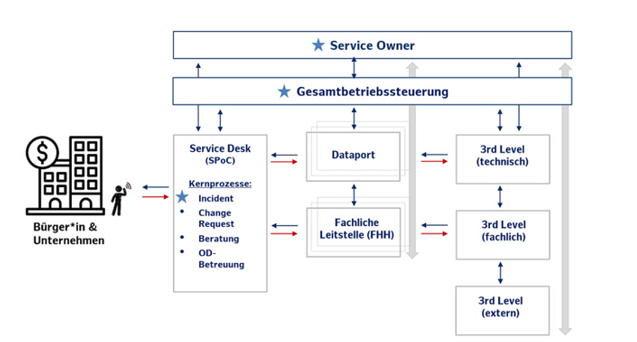 Service Owner
Gesamtbetriebssteuerung
Bürger*in &
Unternehmen
Service Desk
(SPoC)
Kernprozesse:
Incident
Change
Request
Beratung
OD-
Betreuung
Dataport
Fachliche
Leitstelle (FHH)
3rd Level
(technisch)
3rd Level
(fachlich)
3rd Level
(extern)